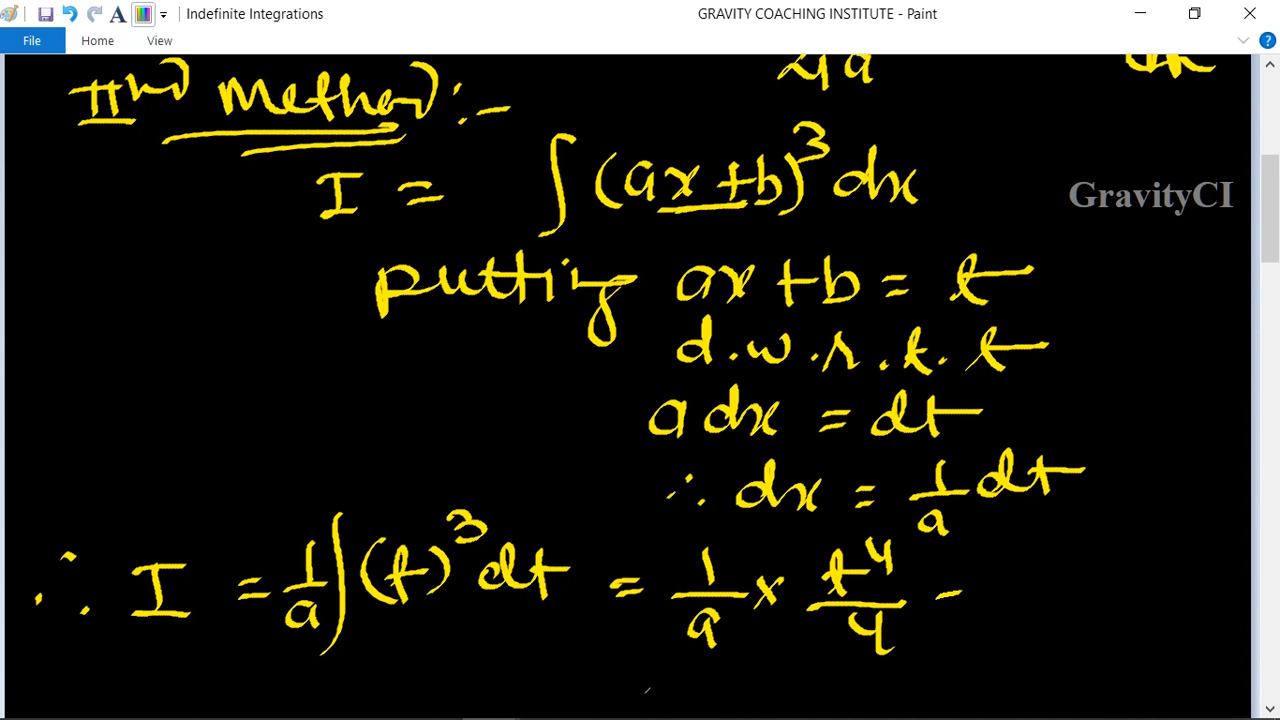 Indefinite Integrations
GRAVITY COACHING INSTITUTE - Paint
File Home View
4a
IInd Method:-
I = ∫ (ax+b)³ dx
GravityCI
putting ax+b = t
d.w.r.t. t
a dx = dt
∴ dx = 1/a dt
∴ I = 1/a ∫ (t)³ dt = 1/a × t⁴/4 =